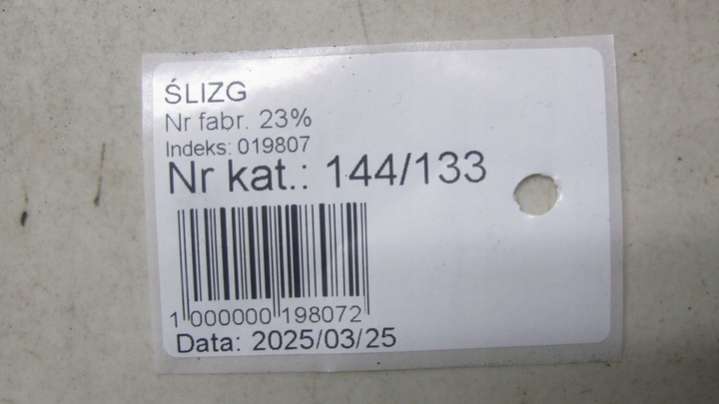 ŚLIZG
Nr fabr. 23%
Indeks: 019807
Nr kat.: 144/133
1 000000 198072
Data: 2025/03/25